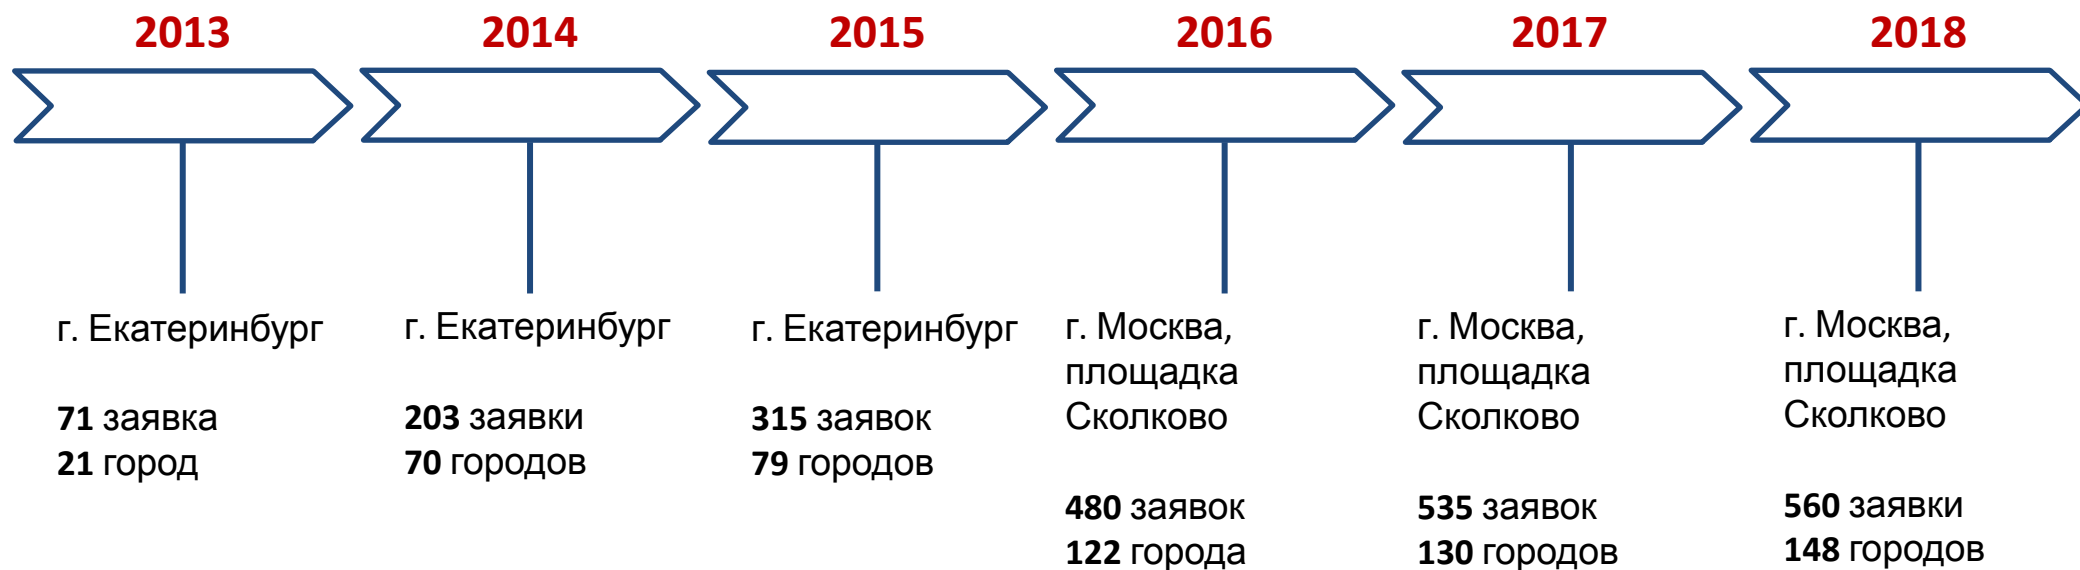 2013
г. Екатеринбург
71 заявка
21 город
2014
г. Екатеринбург
203 заявки
70 городов
2015
г. Екатеринбург
315 заявок
79 городов
2016
г. Москва,
площадка
Сколково
480 заявок
122 города
2017
г. Москва,
площадка
Сколково
535 заявок
130 городов
2018
г. Москва,
площадка
Сколково
560 заявки
148 городов